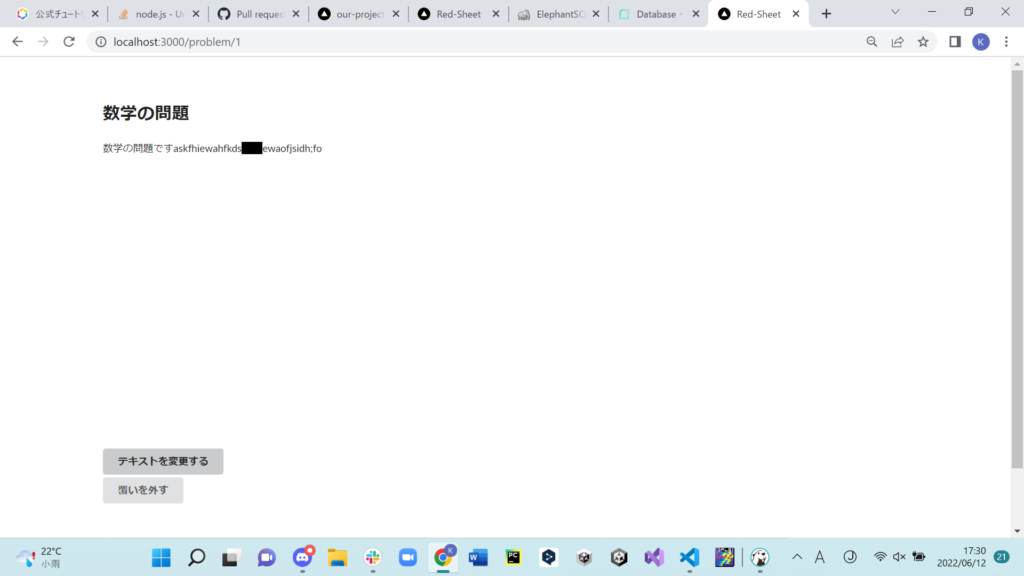 公式チュート
node.js - U
Pull reques
our-project
Red-Sheet
ElephantSQ
Database -
Red-Sheet
localhost:3000/problem/1
K
数学の問題
数学の問題ですaskfhiewahfkds
ewaofjsidh;fo
テキストを変更する
覆いを外す
22°C
小雨
K
W
PC
A
17:30
2022/06/12
21